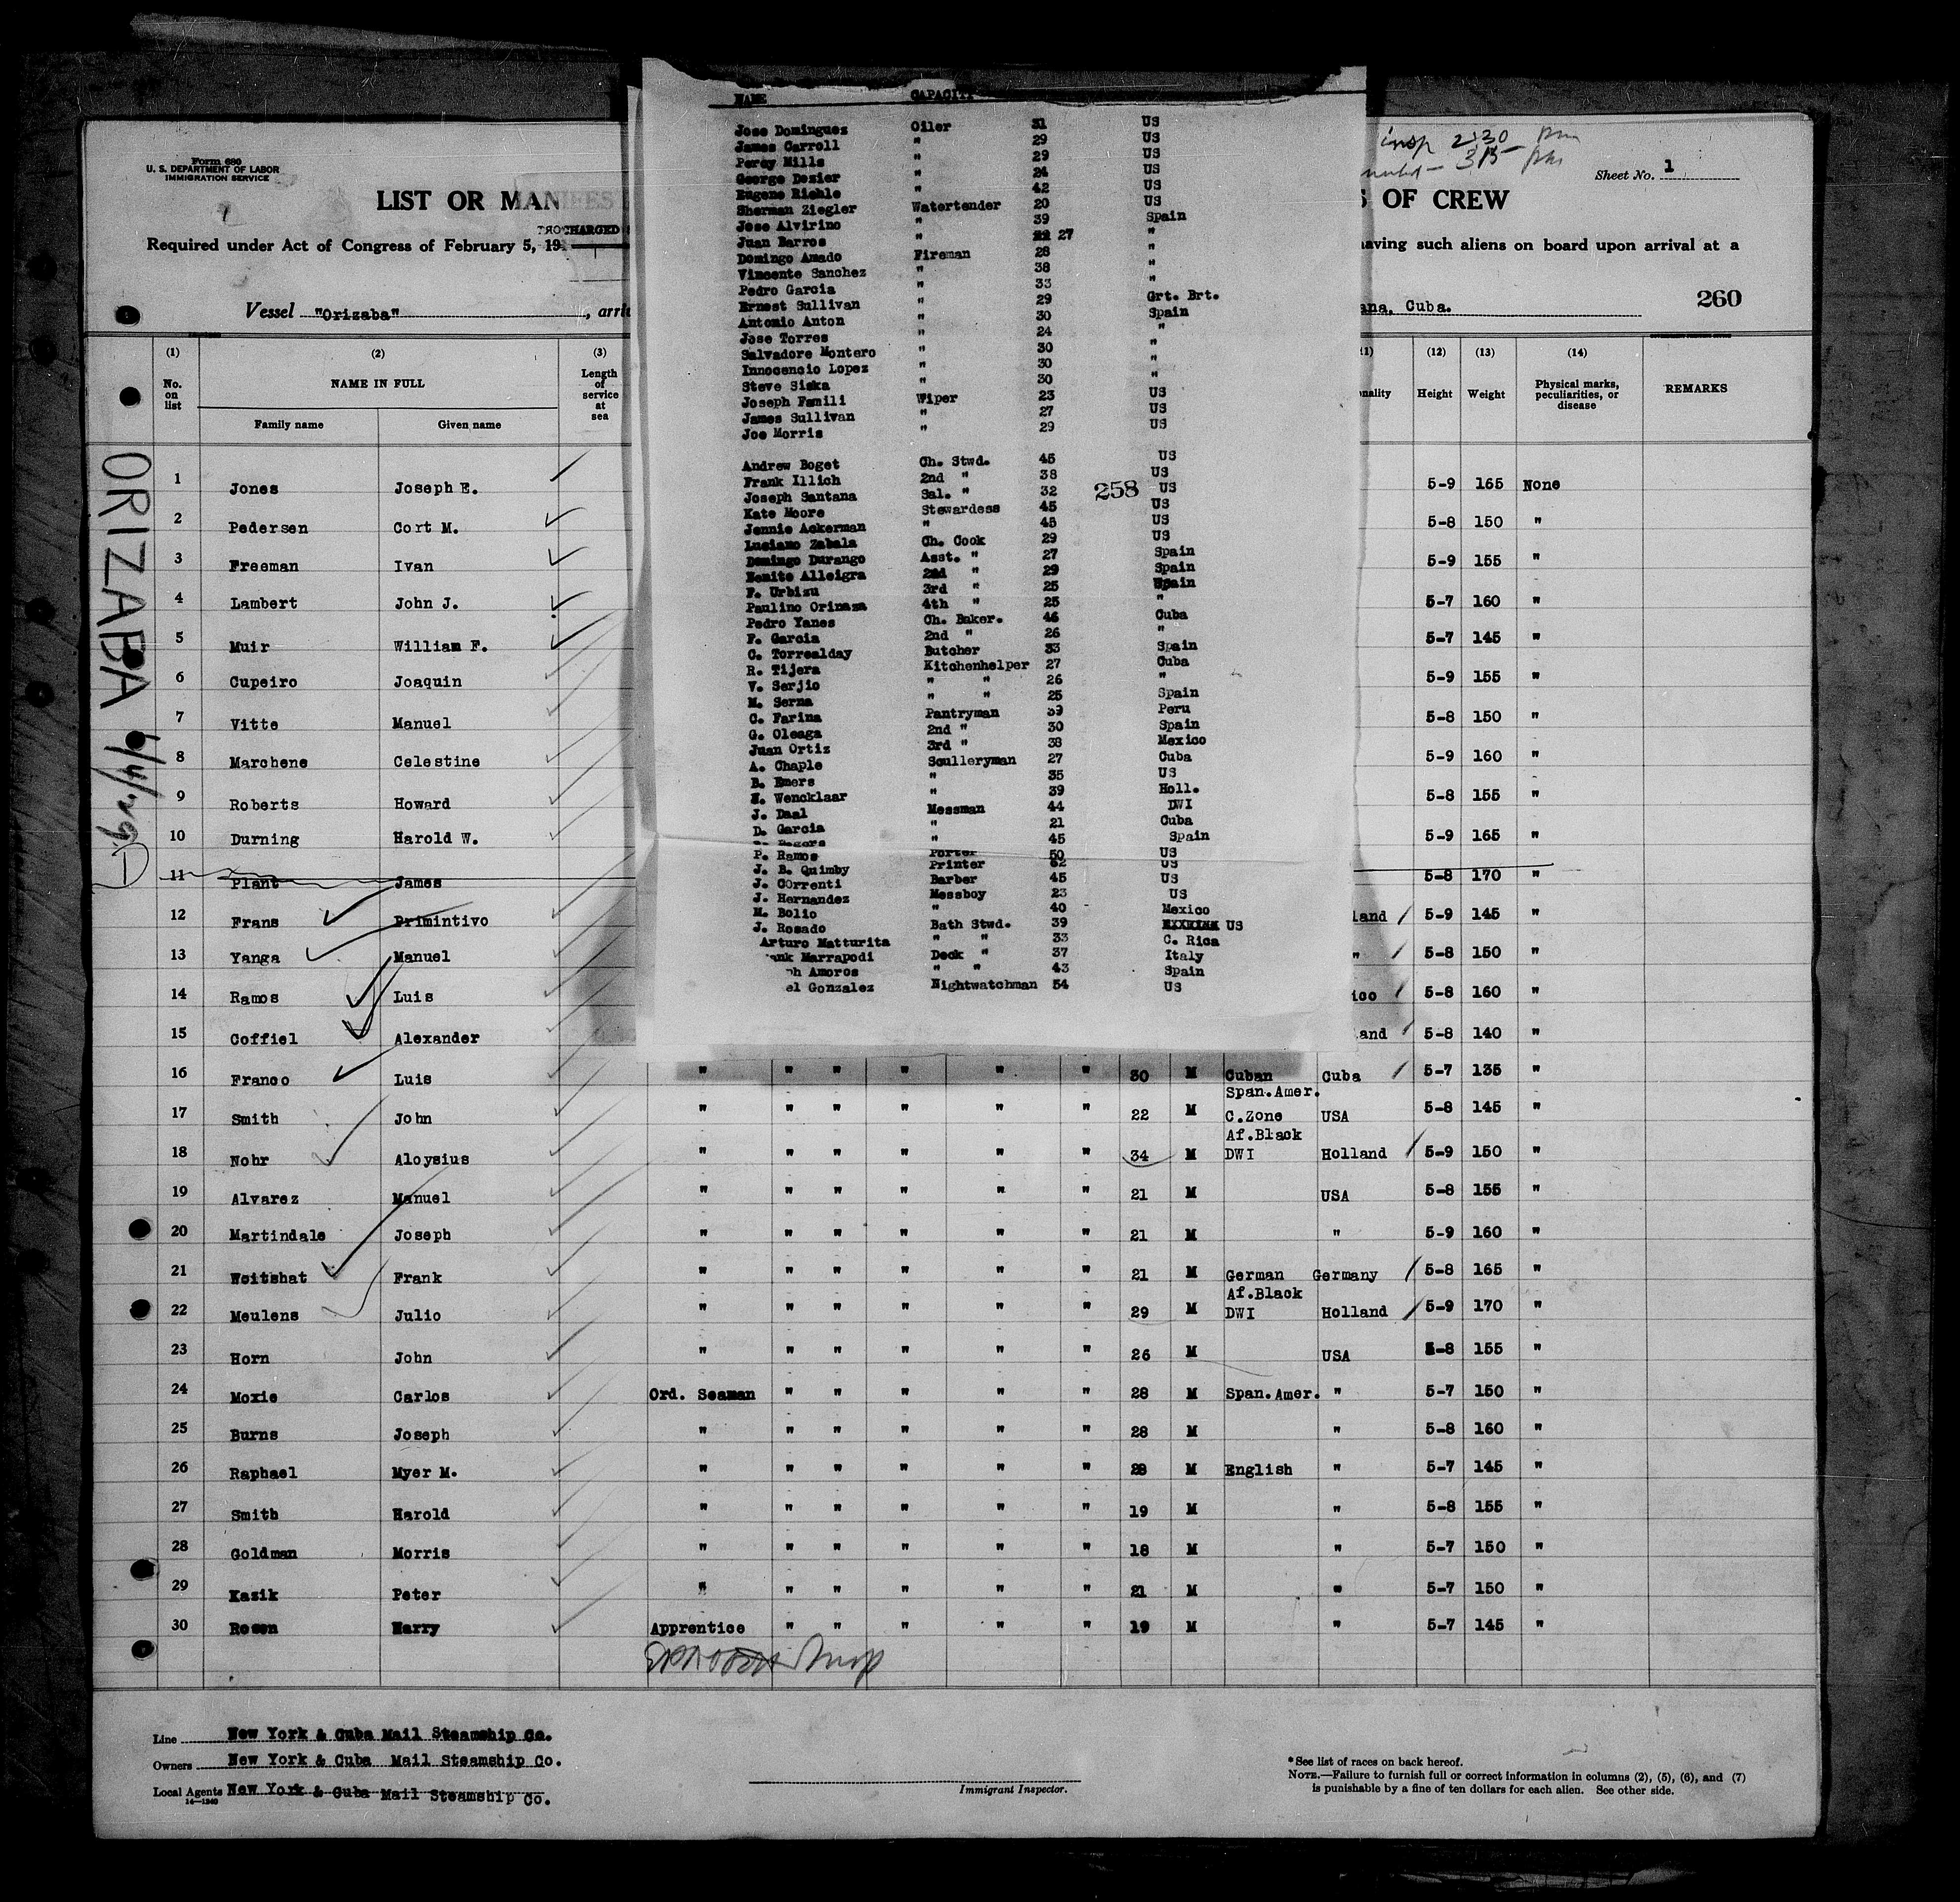 Form 680
U. S. DEPARTMENT OF LABOR
IMMIGRATION SERVICE
LIST OR MANIFES
S OF CREW
Sheet No. 1
insp 2:30
Required under Act of Congress of February 5, 19
CHARGED
having such aliens on board upon arrival at a
Vessel "Orizaba" , arri
ana, Cuba.
260
ORIZABA
NAME CAPACITY
Jose Dominguez Oiler 31 US
James Carroll " 29 US
Percy Mills " 29 US
George Dezier " 24 US
Eugene Richle " 42 US
Sherman Ziegler Watertender 20 US
Jose Alvirino " 39 Spain
Juan Barros " 27 "
Domingo Amado Fireman 28 "
Vincente Sanchez " 38 "
Pedro Garcia " 33 "
Ernest Sullivan " 29 Grt. Brt.
Antonio Anton " 30 Spain
Jose Torres " 24 "
Salvadore Montero " 30 "
Innocencio Lopez " 30 "
Steve Siska " 30 "
Joseph Famili Wiper 23 US
James Sullivan " 27 US
Joe Morris " 29 US
Andrew Boget Ch. Stwd. 45 US
Frank Illich 2nd " 38 US
Joseph Santana Sal. " 32 US
258
Kate Moore Stewardess 45 US
Jennie Ackerman " 45 US
Luciano Zabala Ch. Cook 29 US
Domingo Durango Asst. " 27 Spain
Benito Alleigra 2nd " 29 Spain
F. Urbizu 3rd " 25 Spain
Paulino Orinaza 4th " 25 "
Pedro Yanes Ch. Baker. 46 Cuba
F. Garcia 2nd " 26 "
C. Torrealday Butcher 33 Spain
R. Tijera Kitchenhelper 27 Cuba
V. Serjio " " 26 "
M. Serna " " 25 Spain
C. Farina Pantryman 39 Peru
G. Oleaga 2nd " 30 Spain
Juan Ortiz 3rd " 38 Mexico
A. Chaple Sculleryman 27 Cuba
B. Emers " 35 US
H. Wencklaar " 39 Holl.
J. Daal Messman 44 DWI
D. Garcia " 21 Cuba
" 45 Spain
P. Ramos Porter 50 US
J. B. Quimby Printer 62 US
J. COrrenti Barber 45 US
J. Hernandez Messboy 23 US
M. Bolio " 40 Mexico
J. Rosado Bath Stwd. 39 US
Arturo Matturita " " 33 C. Rica
ank Marrapodi Deck " 37 Italy
ph Amoros " " 43 Spain
el Gonzalez Nightwatchman 54 US
(1) (2) (3) (12) (13) (14)
No. on list
NAME IN FULL
Family name Given name
Length of service at sea
nality
Height
Weight
Physical marks, peculiarities, or disease
REMARKS
1 Jones Joseph E. 5-9 165 None
2 Pedersen Cort M. 5-8 150 "
3 Freeman Ivan 5-9 155 "
4 Lambert John J. 5-7 160 "
5 Muir William F. 5-7 145 "
6 Cupeiro Joaquin 5-9 155 "
7 Vitte Manuel 5-8 150 "
8 Marchene Celestine 5-9 160 "
9 Roberts Howard 5-8 155 "
10 Durning Harold W. 5-9 165 "
11 Plant James 5-8 170 "
12 Frans Primintivo land 5-9 145 "
13 Yanga Manuel " 5-8 150 "
14 Ramos Luis ico 5-8 160 "
15 Coffiel Alexander land 5-8 140 "
16 Franco Luis " " " " " " 30 M Cuban Cuba 5-7 135 "
17 Smith John " " " " " " 22 M Span.Amer. C.Zone USA 5-8 145 "
18 Nohr Aloysius " " " " " " 34 M Af.Black DWI Holland 5-9 150 "
19 Alvarez Manuel " " " " " " 21 M USA 5-8 155 "
20 Martindale Joseph " " " " " " 21 M " 5-9 160 "
21 Weitshat Frank " " " " " " 21 M German Germany 5-8 165 "
22 Meulens Julio " " " " " " 29 M Af.Black DWI Holland 5-9 170 "
23 Horn John " " " " " " 26 M USA 5-8 155 "
24 Moxie Carlos Ord. Seaman " " " " " 28 M Span.Amer. " 5-7 150 "
25 Burns Joseph " " " " " " 28 M " 5-8 160 "
26 Raphael Myer M. " " " " " " 28 M English " 5-7 145 "
27 Smith Harold " " " " " " 19 M " 5-8 155 "
28 Goldman Morris " " " " " " 18 M " 5-7 150 "
29 Kazik Peter " " " " " " 21 M " 5-7 150 "
30 Rosen Harry Apprentice " " " " " 19 M " 5-7 145 "
Line New York & Cuba Mail Steamship Co.
Owners New York & Cuba Mail Steamship Co.
Local Agents New York & Cuba Mail Steamship Co.
14—1240
Immigrant Inspector.
*See list of races on back hereof.
NOTE.—Failure to furnish full or correct information in columns (2), (5), (6), and (7)
is punishable by a fine of ten dollars for each alien. See other side.